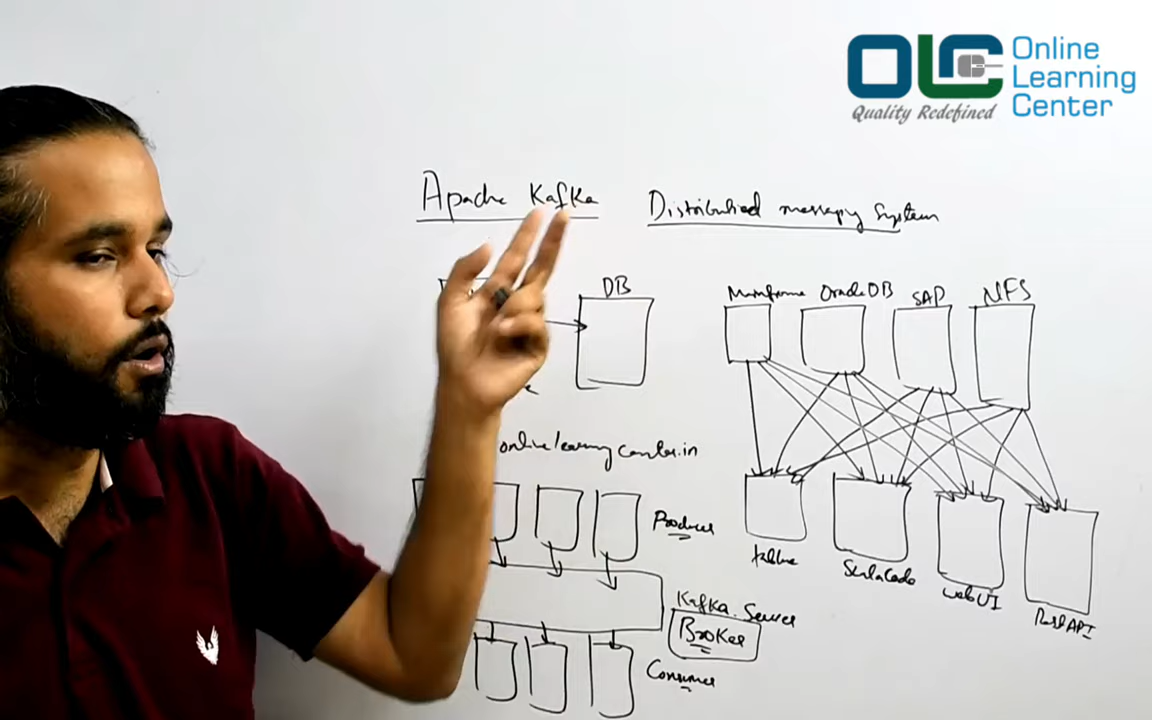 OLC Online
Learning
Center
Quality Redefined
Apache Kafka
Distributed messaging System
DB
Mainframe OracleDB SAP NFS
onlinelearningcenter.in
Producer
Kafka Server
Broker
Consumer
WebUI
RestAPI